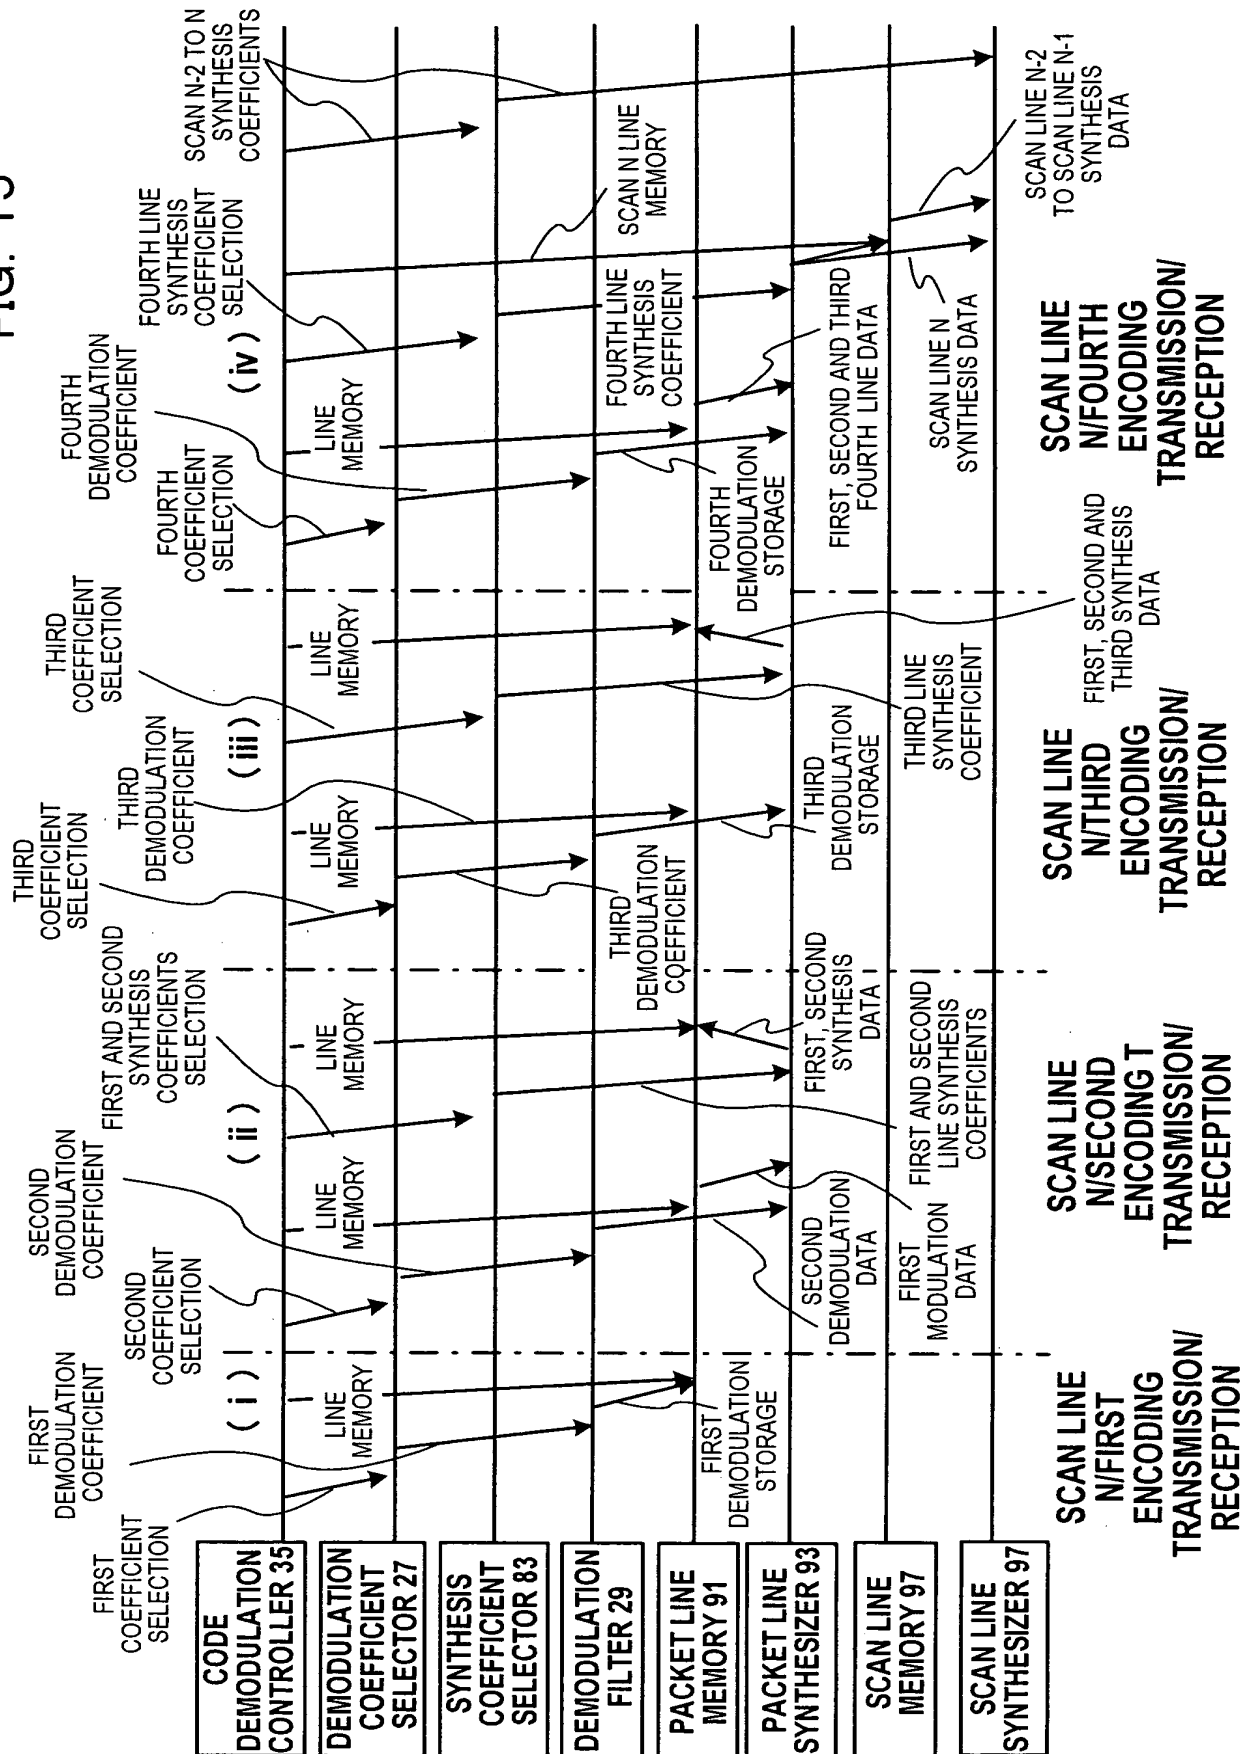 FIG. 15
CODE
DEMODULATION
CONTROLLER 35
DEMODULATION
COEFFICIENT
SELECTOR 27
SYNTHESIS
COEFFICIENT
SELECTOR 83
DEMODULATION
FILTER 29
PACKET LINE
MEMORY 91
PACKET LINE
SYNTHESIZER 93
SCAN LINE
MEMORY 97
SCAN LINE
SYNTHESIZER 97
FIRST
COEFFICIENT
SELECTION
FIRST
DEMODULATION
COEFFICIENT
( i )
LINE
MEMORY
FIRST
DEMODULATION
STORAGE
SCAN LINE
N/FIRST
ENCODING
TRANSMISSION/
RECEPTION
SECOND
COEFFICIENT
SELECTION
SECOND
DEMODULATION
COEFFICIENT
LINE
MEMORY
( ii )
FIRST AND SECOND
SYNTHESIS
COEFFICIENTS
SELECTION
LINE
MEMORY
SECOND
DEMODULATION
DATA
FIRST
MODULATION
DATA
FIRST, SECOND
SYNTHESIS
DATA
FIRST AND SECOND
LINE SYNTHESIS
COEFFICIENTS
SCAN LINE
N/SECOND
ENCODING T
TRANSMISSION/
RECEPTION
THIRD
COEFFICIENT
SELECTION
THIRD
DEMODULATION
COEFFICIENT
LINE
MEMORY
( iii )
THIRD
COEFFICIENT
SELECTION
LINE
MEMORY
THIRD
DEMODULATION
COEFFICIENT
THIRD
DEMODULATION
STORAGE
THIRD LINE
SYNTHESIS
COEFFICIENT
FIRST, SECOND AND
THIRD SYNTHESIS
DATA
SCAN LINE
N/THIRD
ENCODING
TRANSMISSION/
RECEPTION
FOURTH
COEFFICIENT
SELECTION
FOURTH
DEMODULATION
COEFFICIENT
LINE
MEMORY
( iv )
FOURTH LINE
SYNTHESIS
COEFFICIENT
SELECTION
SCAN N-2 TO N
SYNTHESIS
COEFFICIENTS
SCAN N LINE
MEMORY
FOURTH LINE
SYNTHESIS
COEFFICIENT
FOURTH
DEMODULATION
STORAGE
FIRST, SECOND AND THIRD
FOURTH LINE DATA
SCAN LINE N
SYNTHESIS DATA
SCAN LINE N-2
TO SCAN LINE N-1
SYNTHESIS
DATA
SCAN LINE
N/FOURTH
ENCODING
TRANSMISSION/
RECEPTION